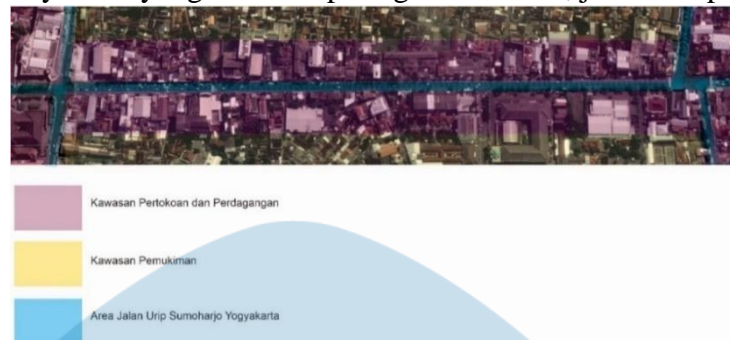 Kawasan Pertokoan dan Perdagangan
Kawasan Pemukiman
Area Jalan Urip Sumoharjo Yogyakarta